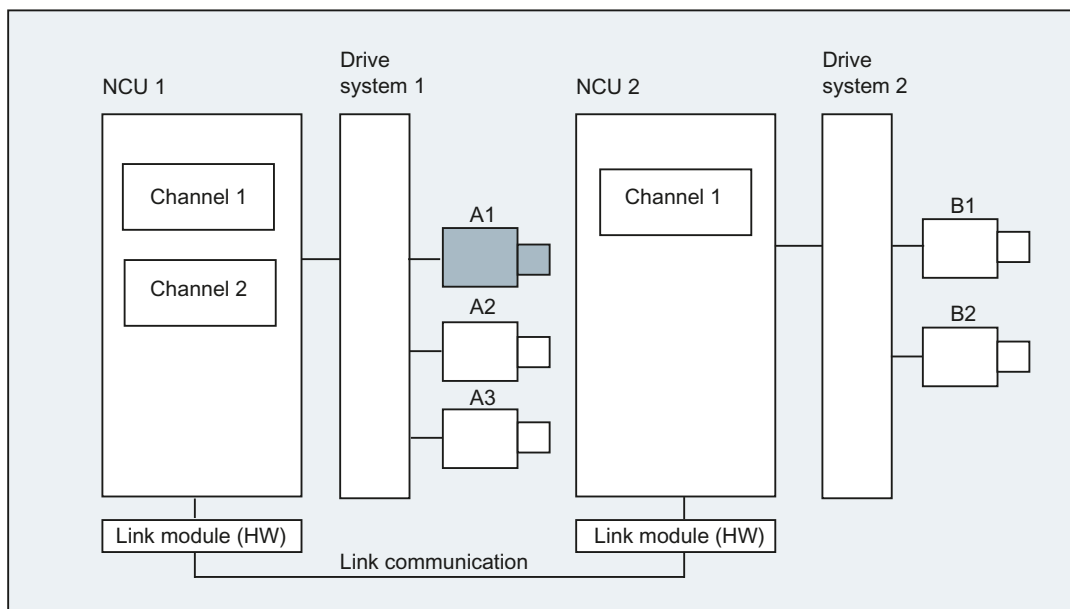 NCU 1
Drive
system 1
NCU 2
Drive
system 2
Channel 1
Channel 2
A1
A2
A3
Channel 1
B1
B2
Link module (HW)
Link module (HW)
Link communication